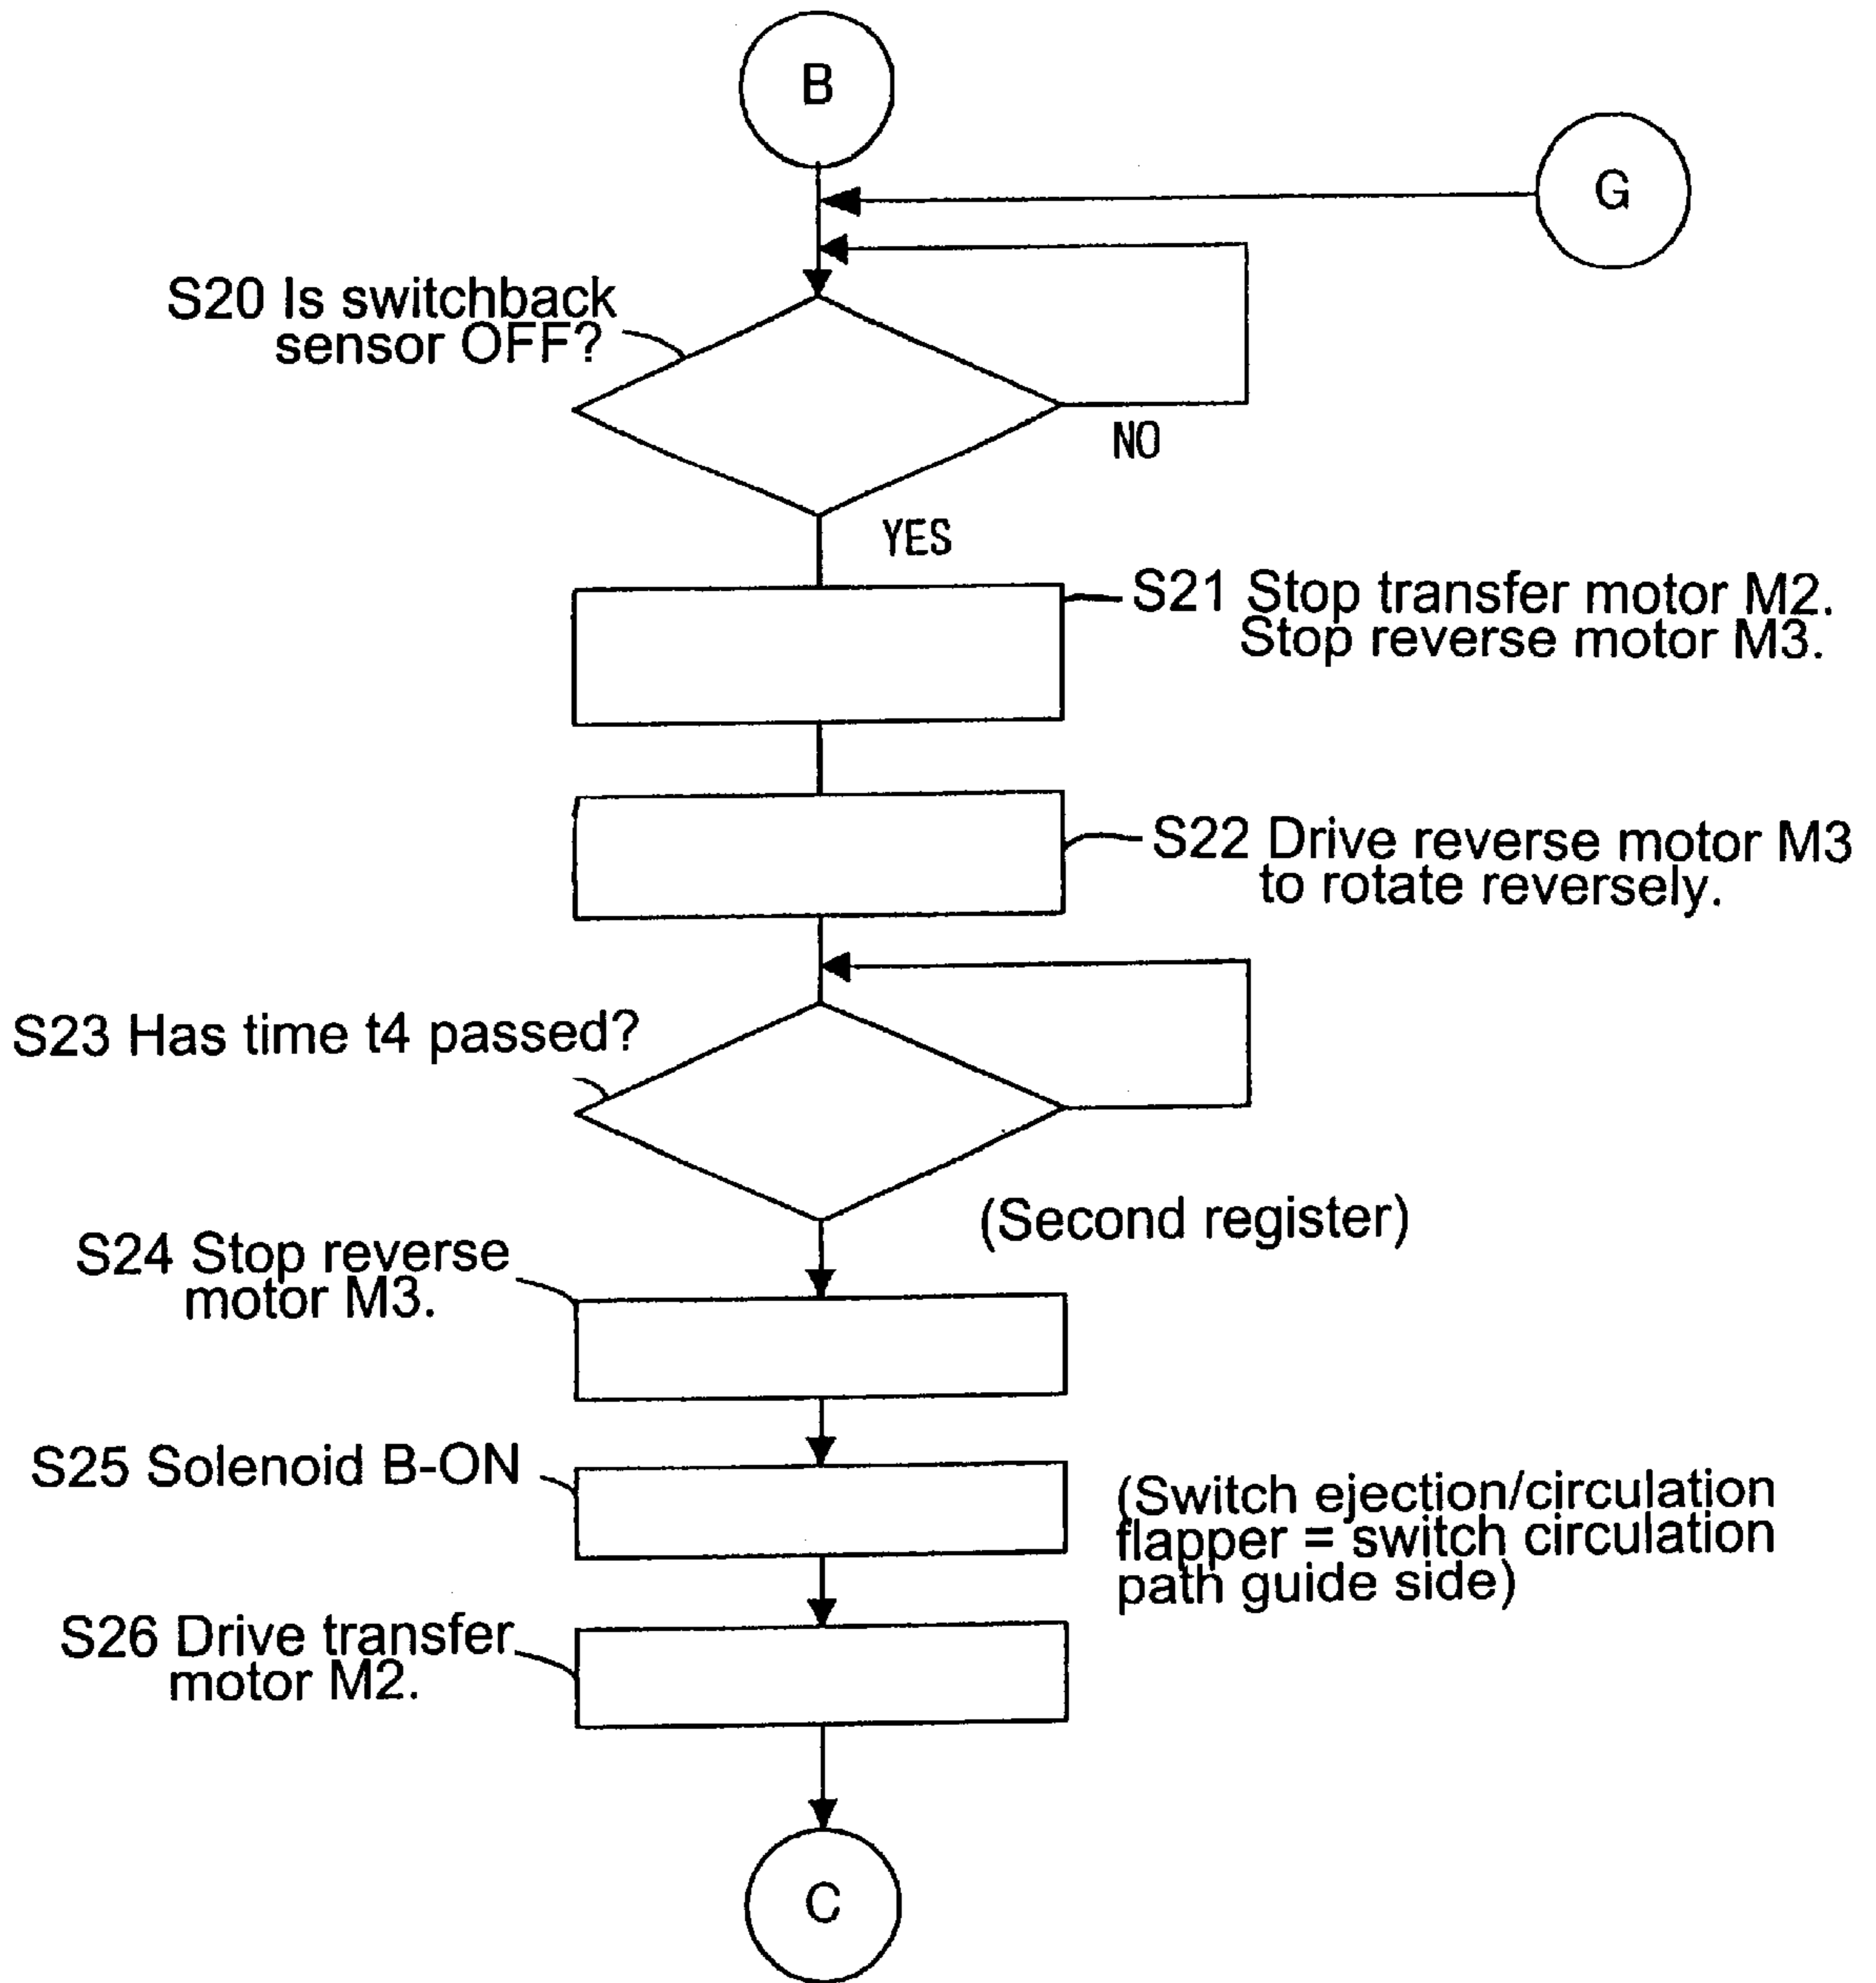 B
G
S20 Is switchback
sensor OFF?
NO
YES
S21 Stop transfer motor M2.
Stop reverse motor M3.
S22 Drive reverse motor M3
to rotate reversely.
S23 Has time t4 passed?
(Second register)
S24 Stop reverse
motor M3.
S25 Solenoid B-ON
(Switch ejection/circulation
flapper = switch circulation
path guide side)
S26 Drive transfer
motor M2.
C